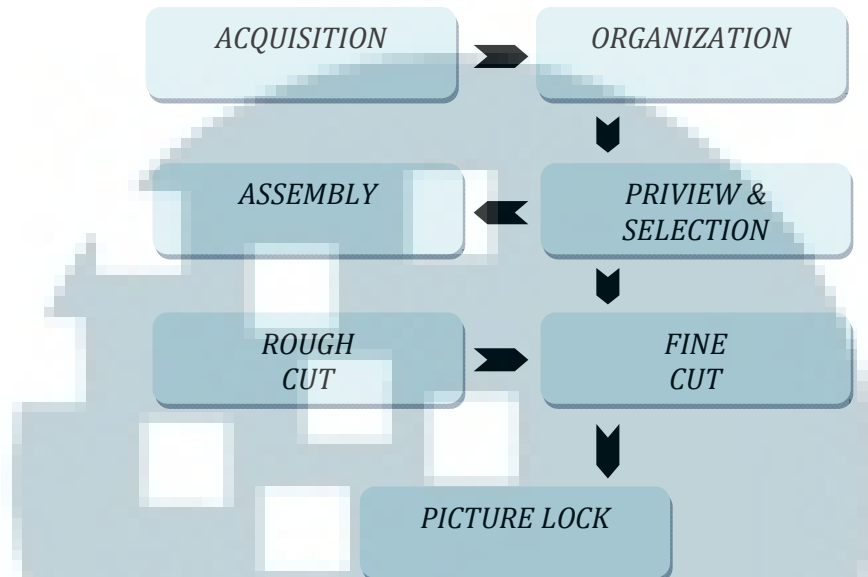 ACQUISITION
ORGANIZATION
ASSEMBLY
PRIVIEW &
SELECTION
ROUGH
CUT
FINE
CUT
PICTURE LOCK